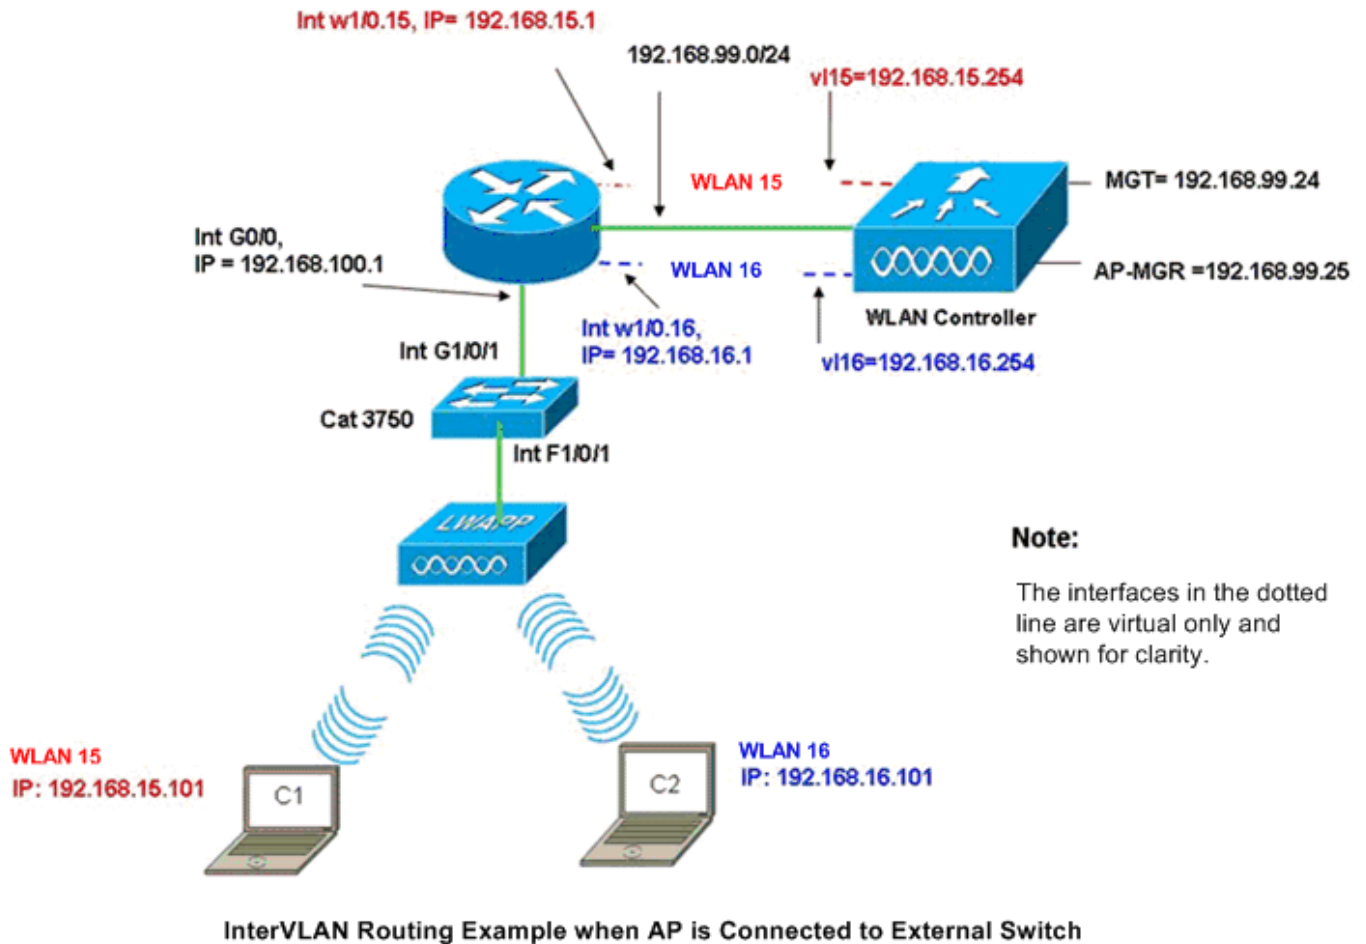 Int w1/0.15, IP= 192.168.15.1
192.168.99.0/24
vl15=192.168.15.254
WLAN 15
MGT= 192.168.99.24
Int G0/0,
IP = 192.168.100.1
WLAN 16
AP-MGR =192.168.99.25
WLAN Controller
Int w1/0.16,
IP= 192.168.16.1
vl16=192.168.16.254
Int G1/0/1
Cat 3750
Int F1/0/1
LWAPP
Note:
The interfaces in the dotted
line are virtual only and
shown for clarity.
WLAN 15
IP: 192.168.15.101
C1
C2
WLAN 16
IP: 192.168.16.101
InterVLAN Routing Example when AP is Connected to External Switch